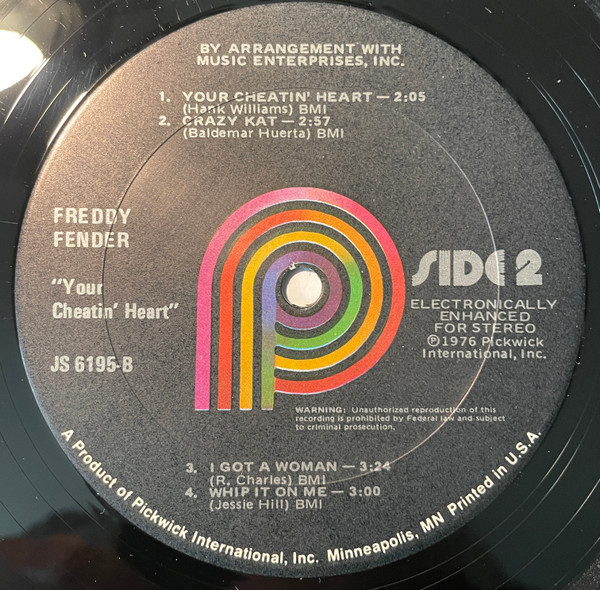 BY ARRANGEMENT WITH
MUSIC ENTERPRISES, INC.
1. YOUR CHEATIN' HEART — 2:05
(Hank Williams) BMI
2. CRAZY KAT — 2:57
(Baldemar Huerta) BMI
FREDDY
FENDER
"Your
Cheatin' Heart"
JS 6195-B
SIDE 2
ELECTRONICALLY
ENHANCED
FOR STEREO
℗1976 Pickwick
International, Inc.
WARNING: Unauthorized reproduction of this
recording is prohibited by Federal law and subject
to criminal prosecution.
3. I GOT A WOMAN — 3:24
(R. Charles) BMI
4. WHIP IT ON ME — 3:00
(Jessie Hill) BMI
A Product of Pickwick International, Inc. Minneapolis, MN Printed in U.S.A.